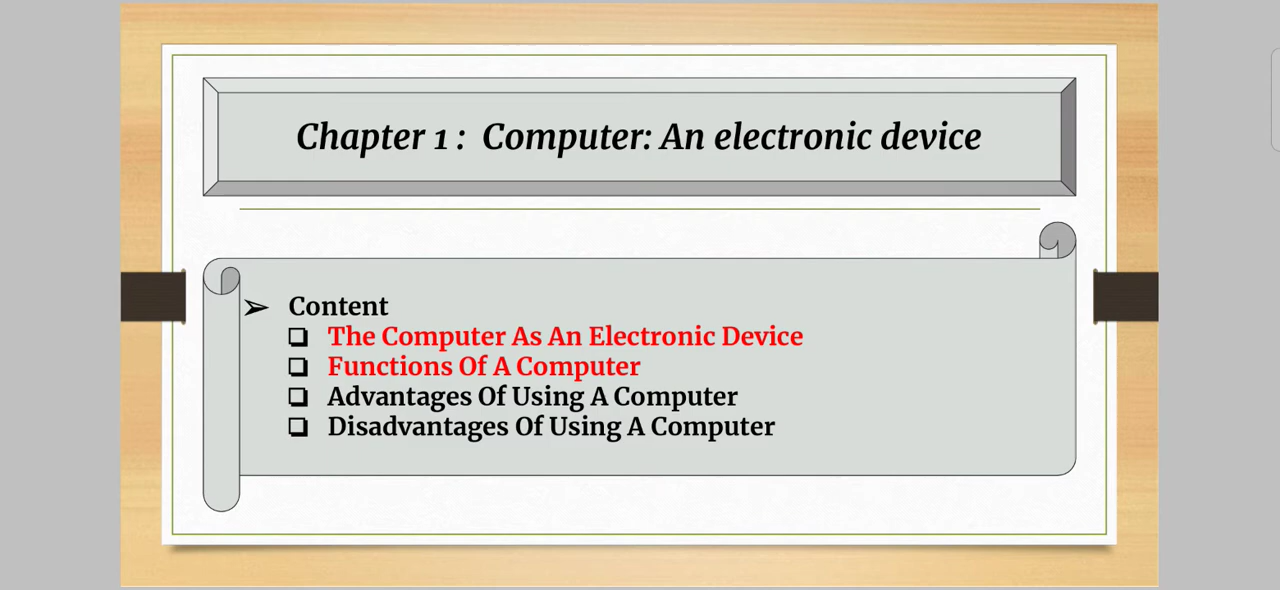 Chapter 1 : Computer: An electronic device
➢ Content
❑ The Computer As An Electronic Device
❑ Functions Of A Computer
❑ Advantages Of Using A Computer
❑ Disadvantages Of Using A Computer